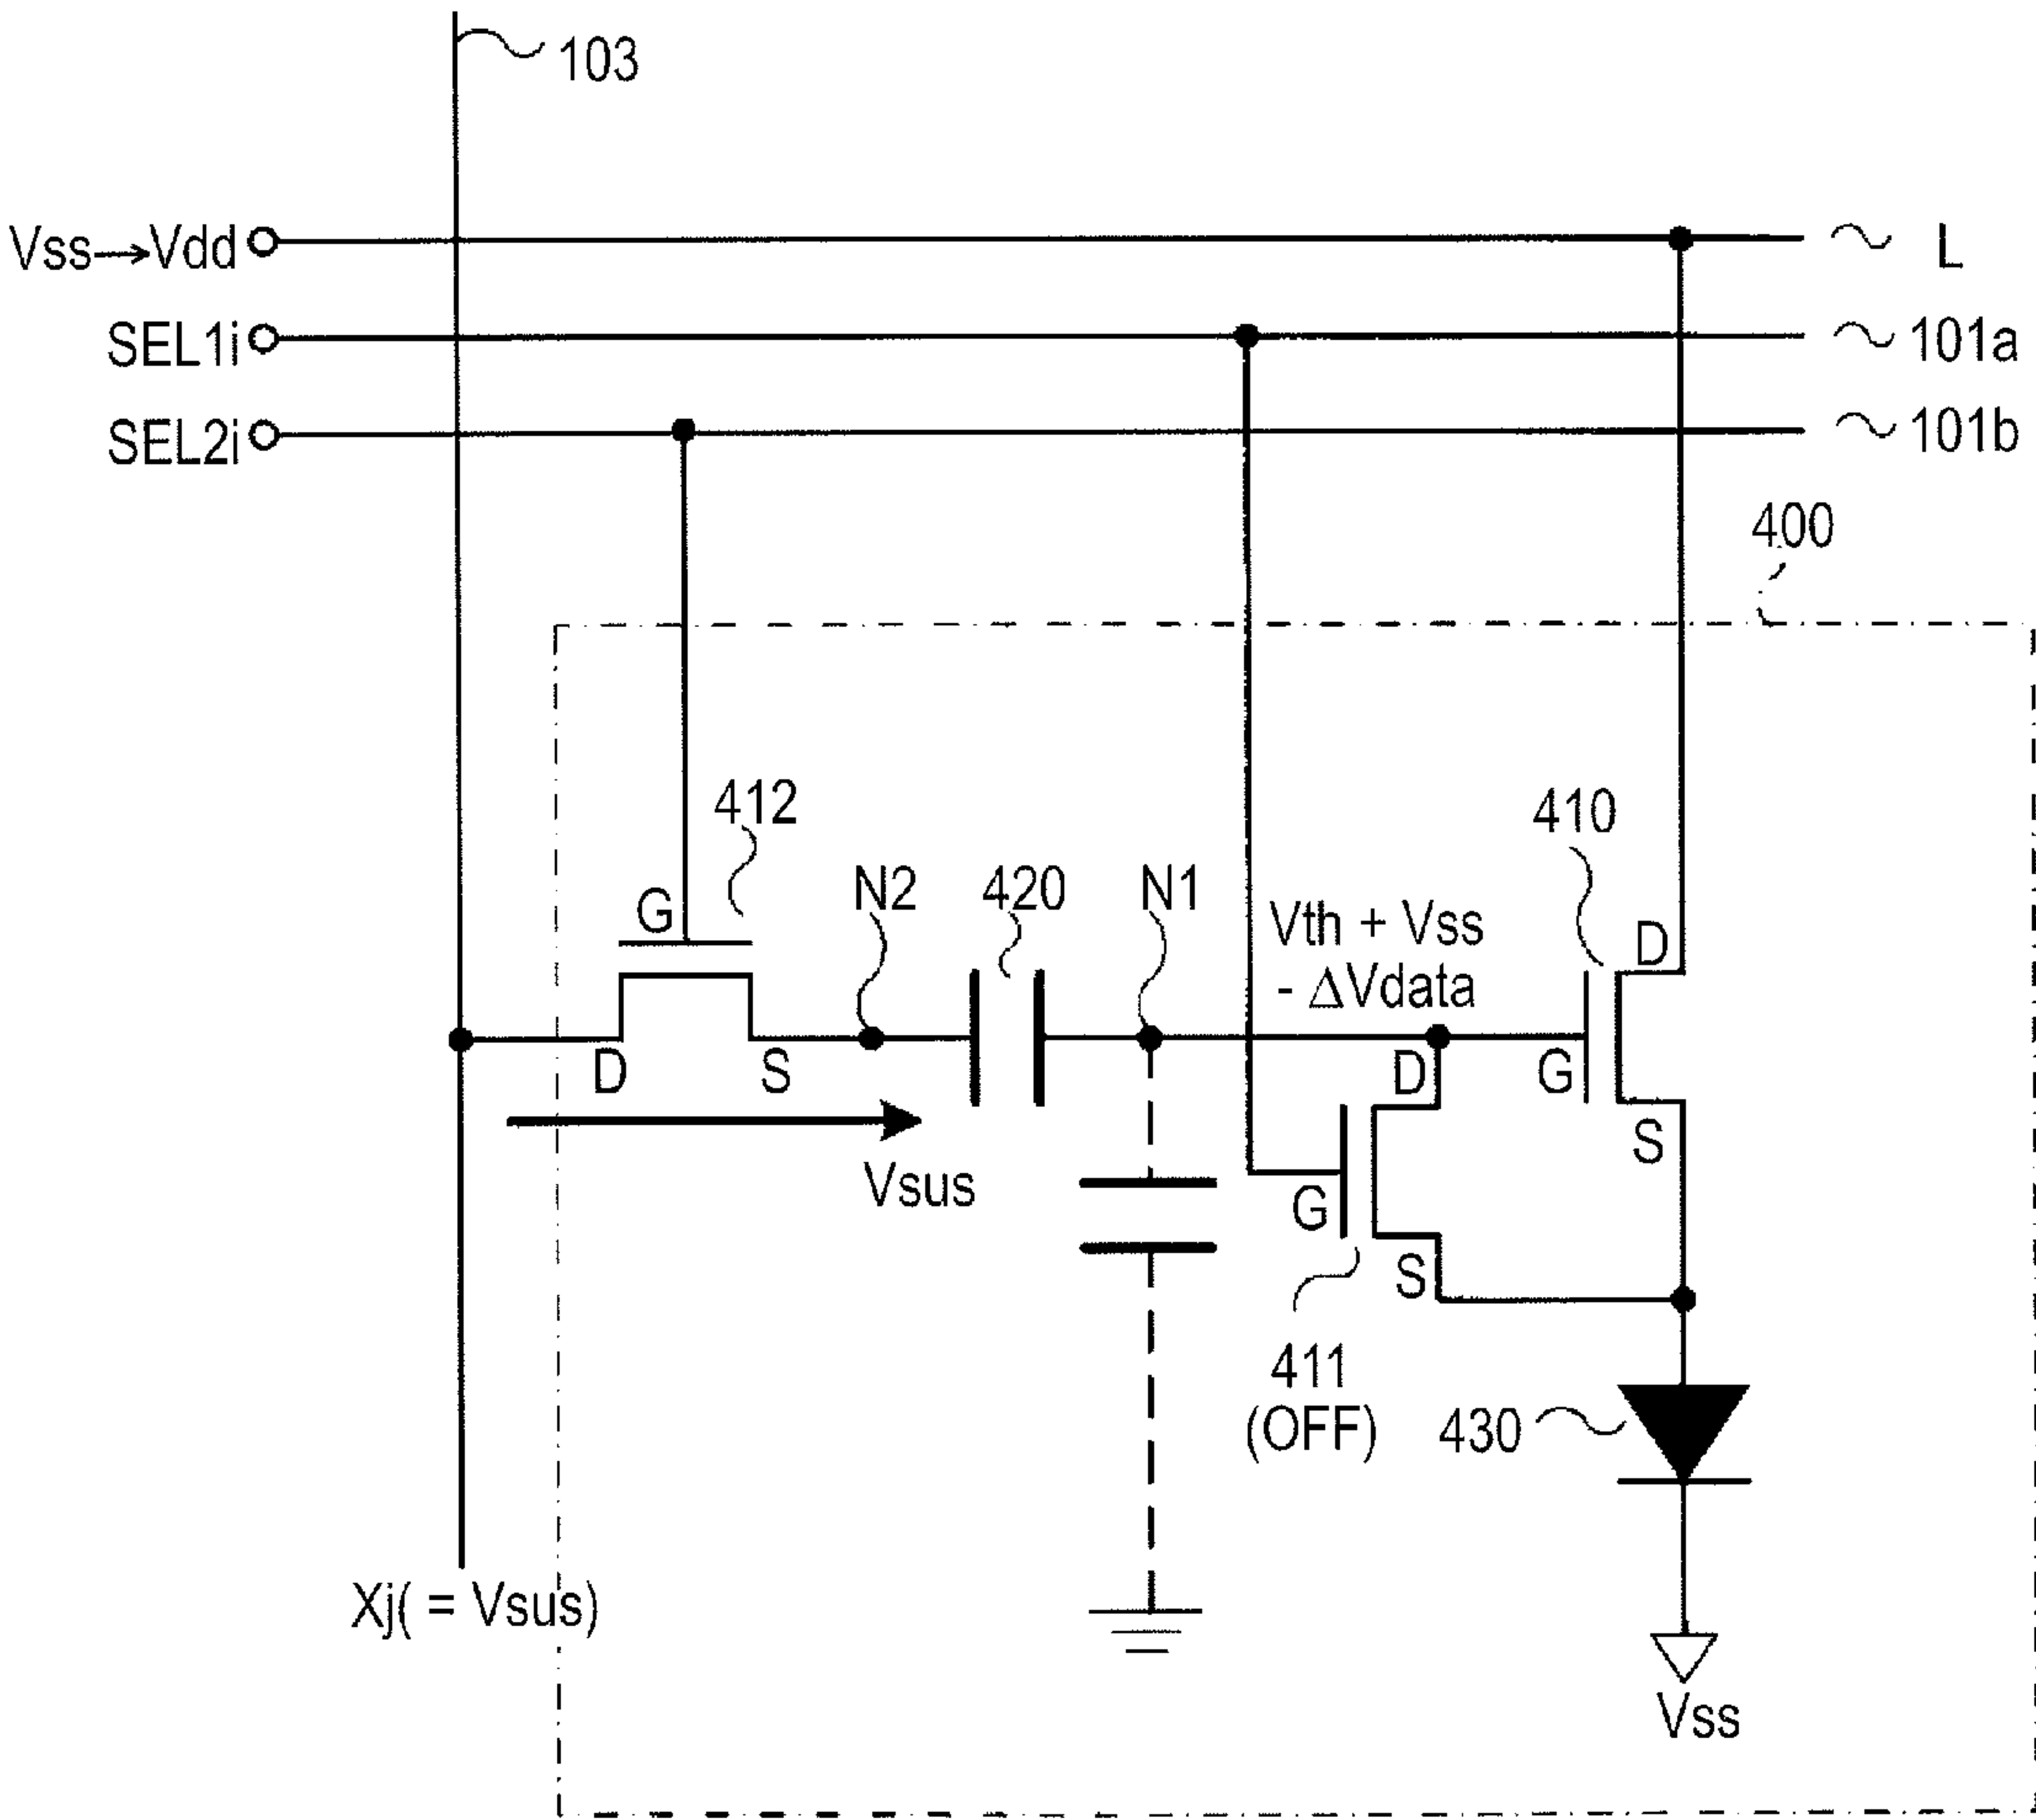 103
Vss→Vdd
L
SEL1i
101a
SEL2i
101b
400
412
410
G
N2
420
N1
Vth + Vss
- ΔVdata
D
D
S
D
G
S
Vsus
G
S
411
(OFF)
430
Xj( = Vsus)
Vss